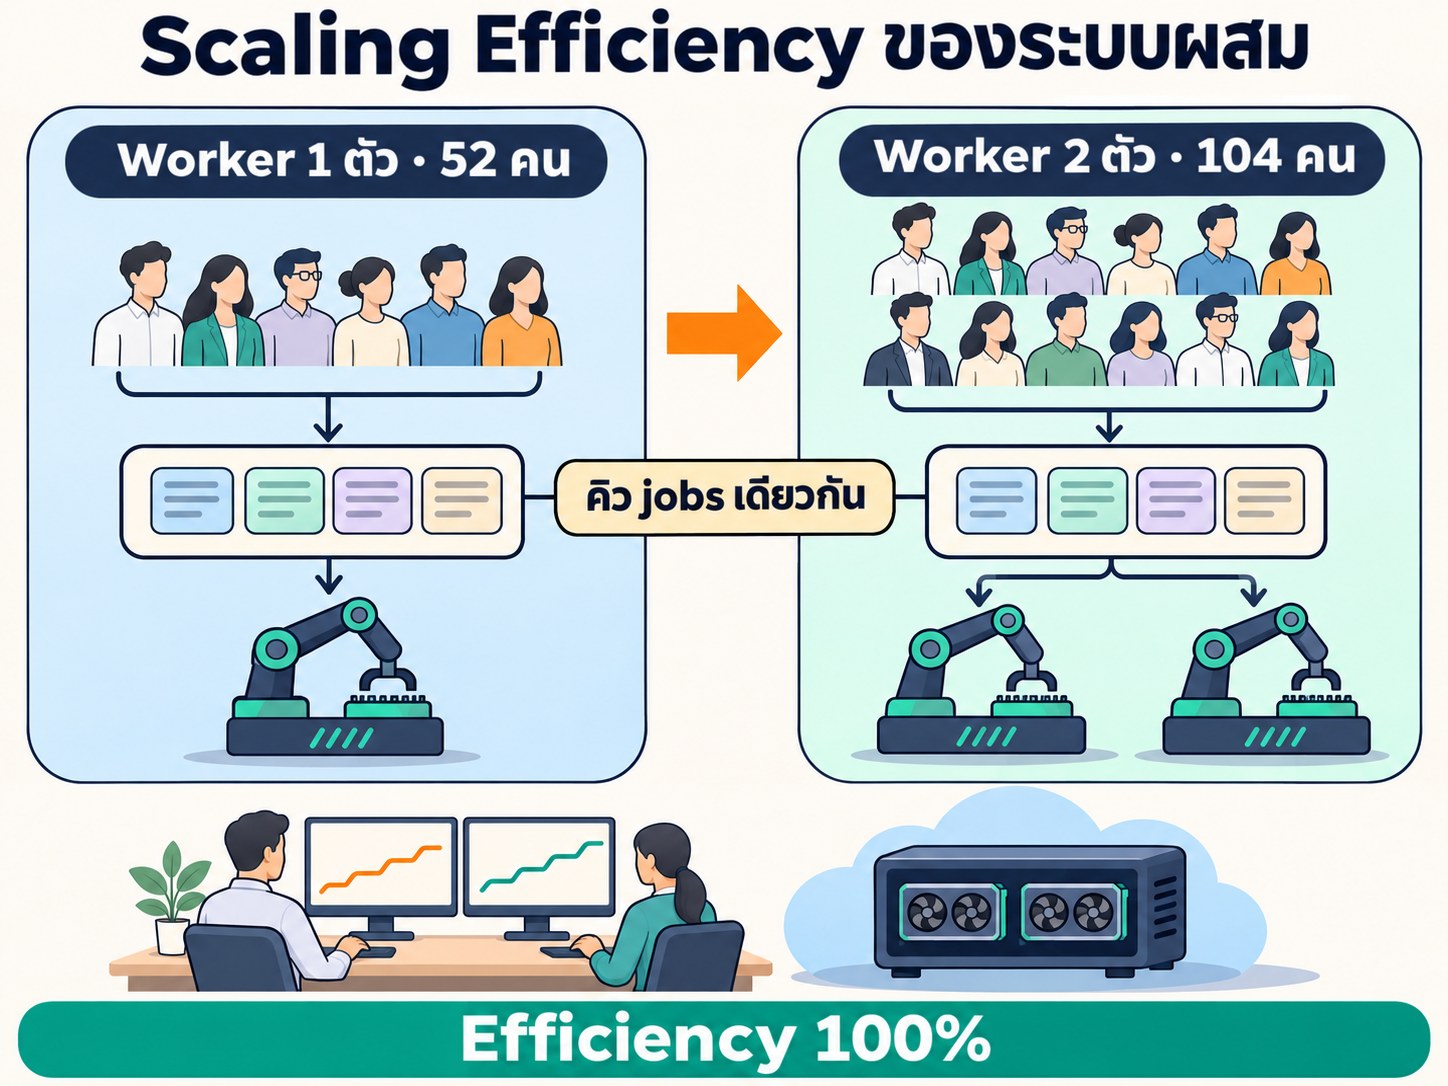 Scaling Efficiency ของระบบผสม
Worker 1 ตัว · 52 คน
Worker 2 ตัว · 104 คน
คิว jobs เดียวกัน
Efficiency 100%